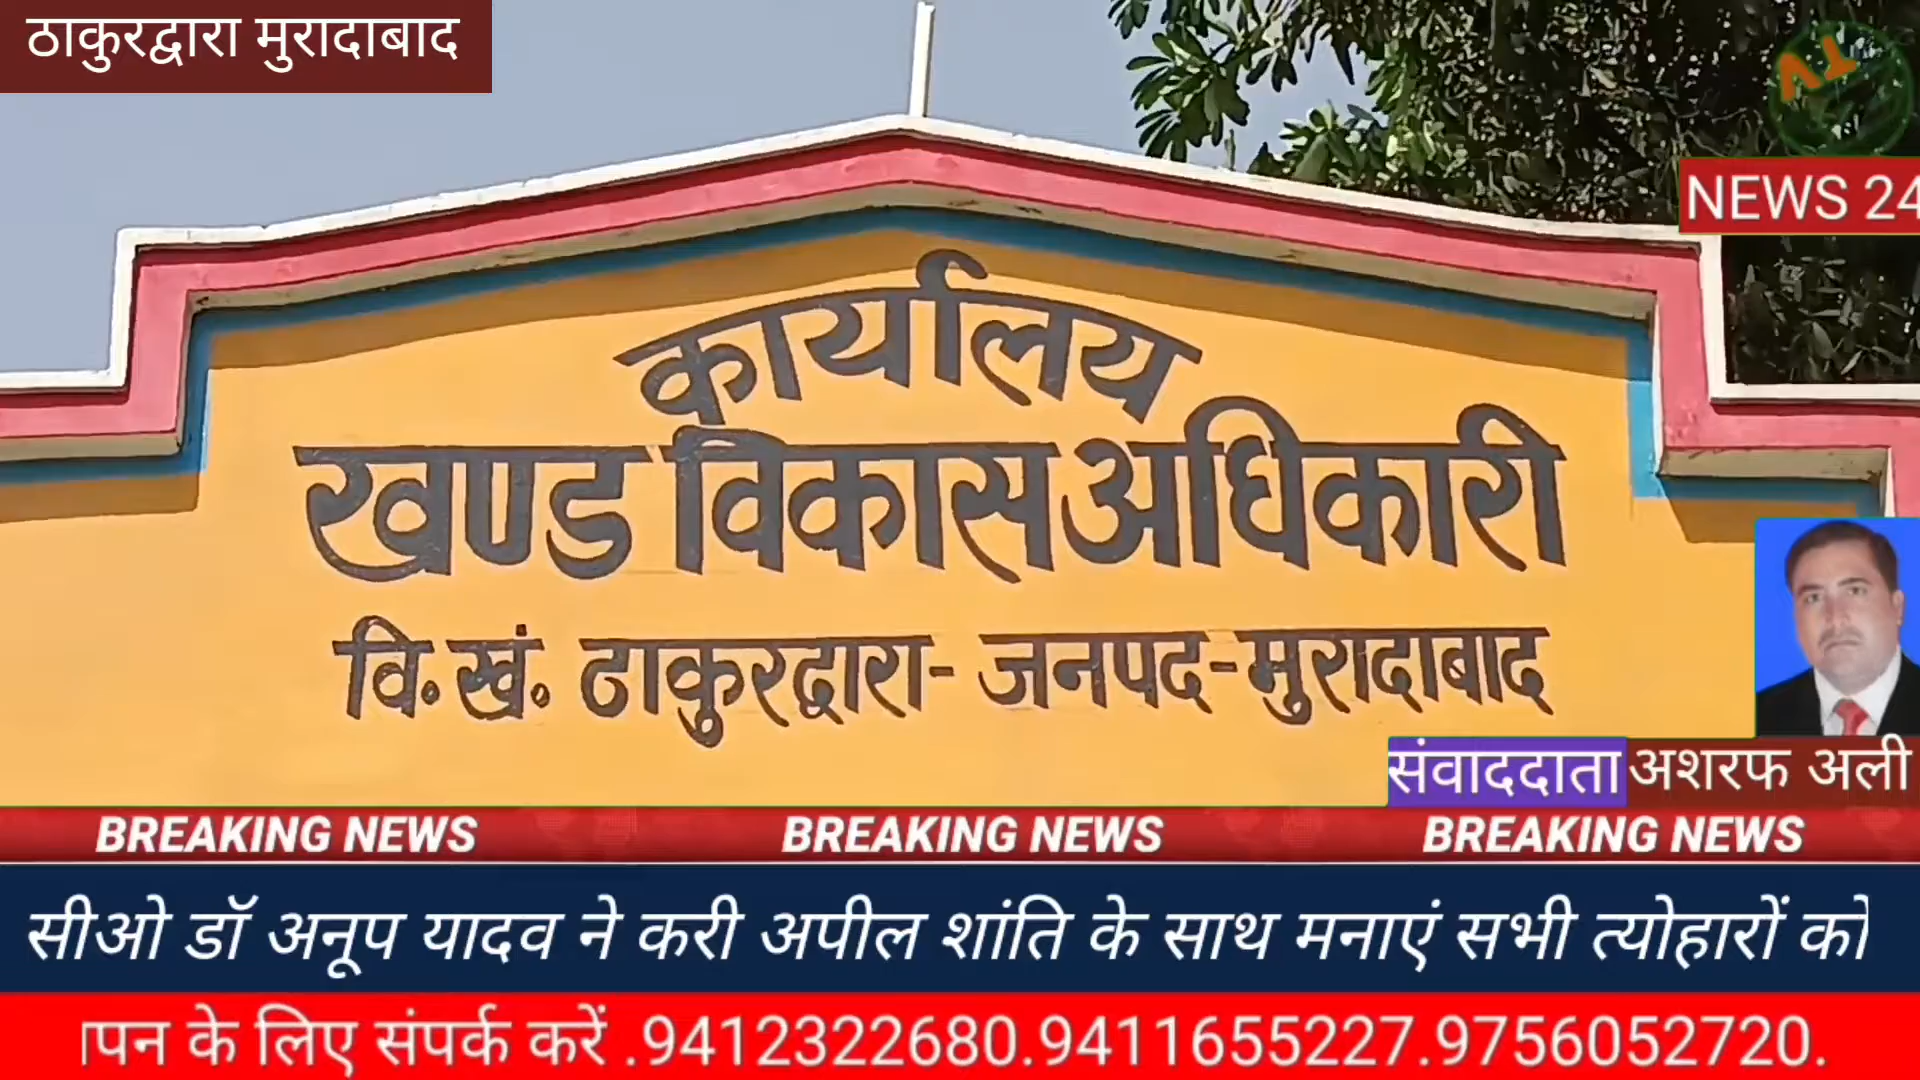 ठाकुरद्वारा मुरादाबाद
NEWS 24
कार्यालय
खण्ड विकास अधिकारी
वि. खं. ठाकुरद्वारा - जनपद - मुरादाबाद
संवाददाता अशरफ अली
BREAKING NEWS BREAKING NEWS BREAKING NEWS
सीओ डॉ अनूप यादव ने करी अपील शांति के साथ मनाएं सभी त्योहारों को
के लिए संपर्क करें .9412322680.9411655227.9756052720.